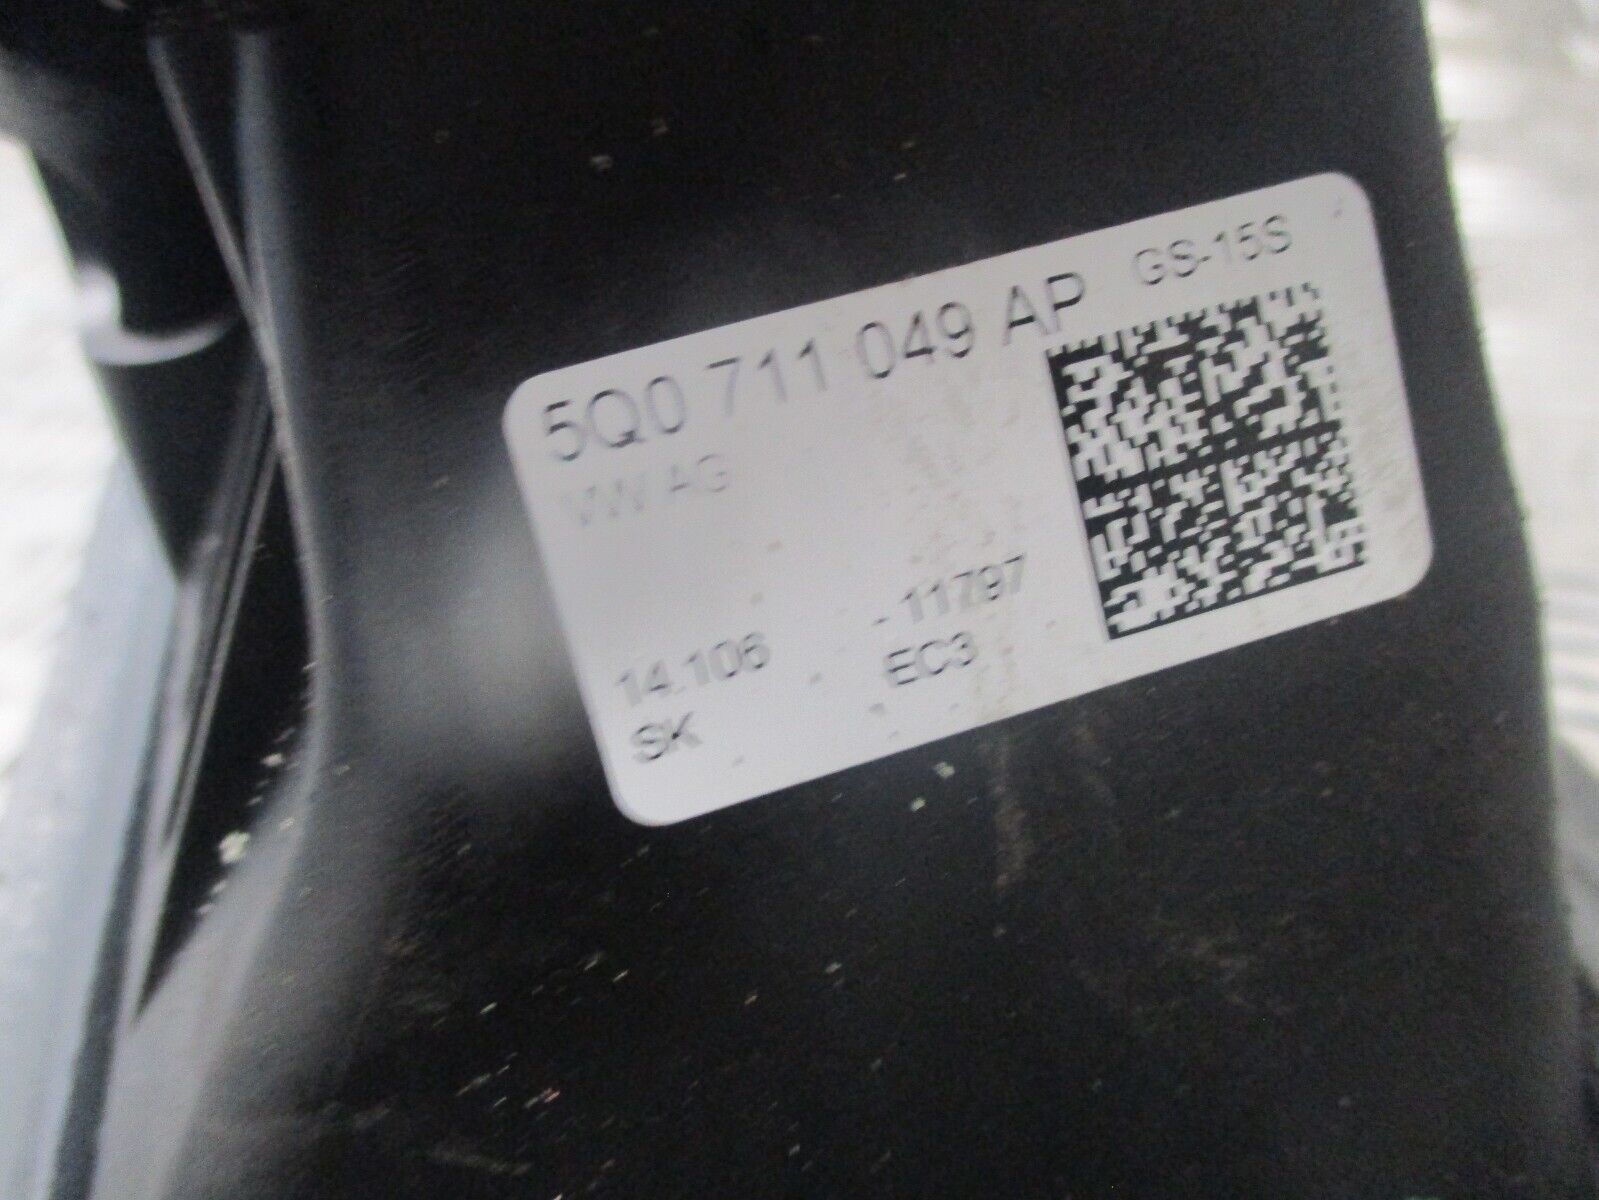 5Q0 711 049 AP GS-15S
VW AG
14.106 - 11797
SK EC3